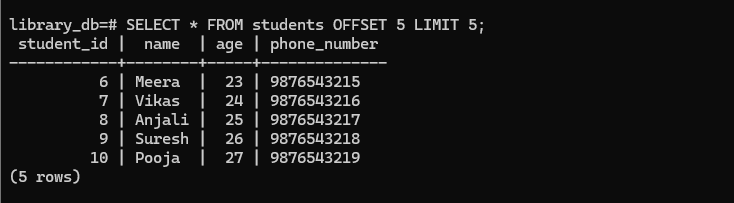 library_db=# SELECT * FROM students OFFSET 5 LIMIT 5;
 student_id |  name  | age | phone_number
------------+--------+-----+--------------
          6 | Meera  |  23 | 9876543215
          7 | Vikas  |  24 | 9876543216
          8 | Anjali |  25 | 9876543217
          9 | Suresh |  26 | 9876543218
         10 | Pooja  |  27 | 9876543219
(5 rows)